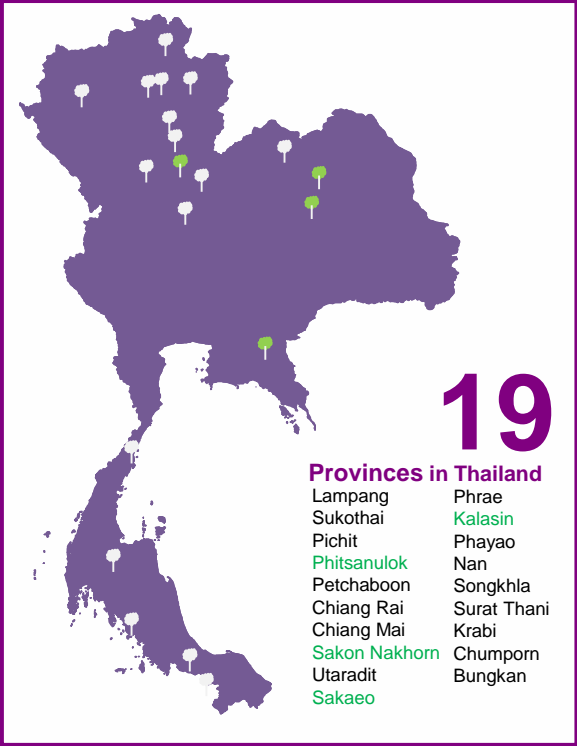 19
Provinces in Thailand
Lampang
Sukothai
Pichit
Phitsanulok
Petchaboon
Chiang Rai
Chiang Mai
Sakon Nakhorn
Utaradit
Sakaeo
Phrae
Kalasin
Phayao
Nan
Songkhla
Surat Thani
Krabi
Chumporn
Bungkan